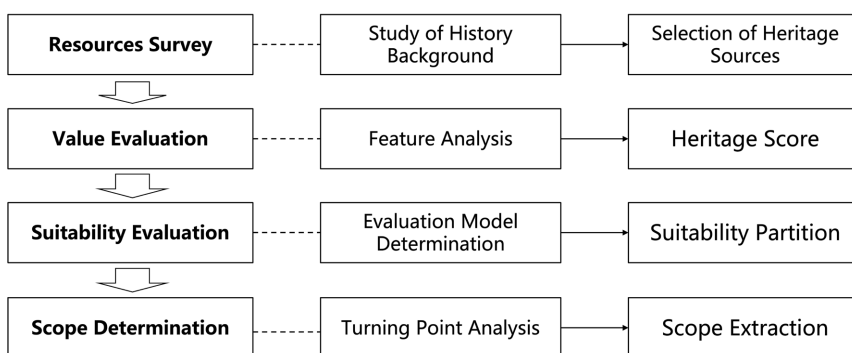 Resources Survey
Study of History
Background
Selection of Heritage
Sources
Value Evaluation
Feature Analysis
Heritage Score
Suitability Evaluation
Evaluation Model
Determination
Suitability Partition
Scope Determination
Turning Point Analysis
Scope Extraction